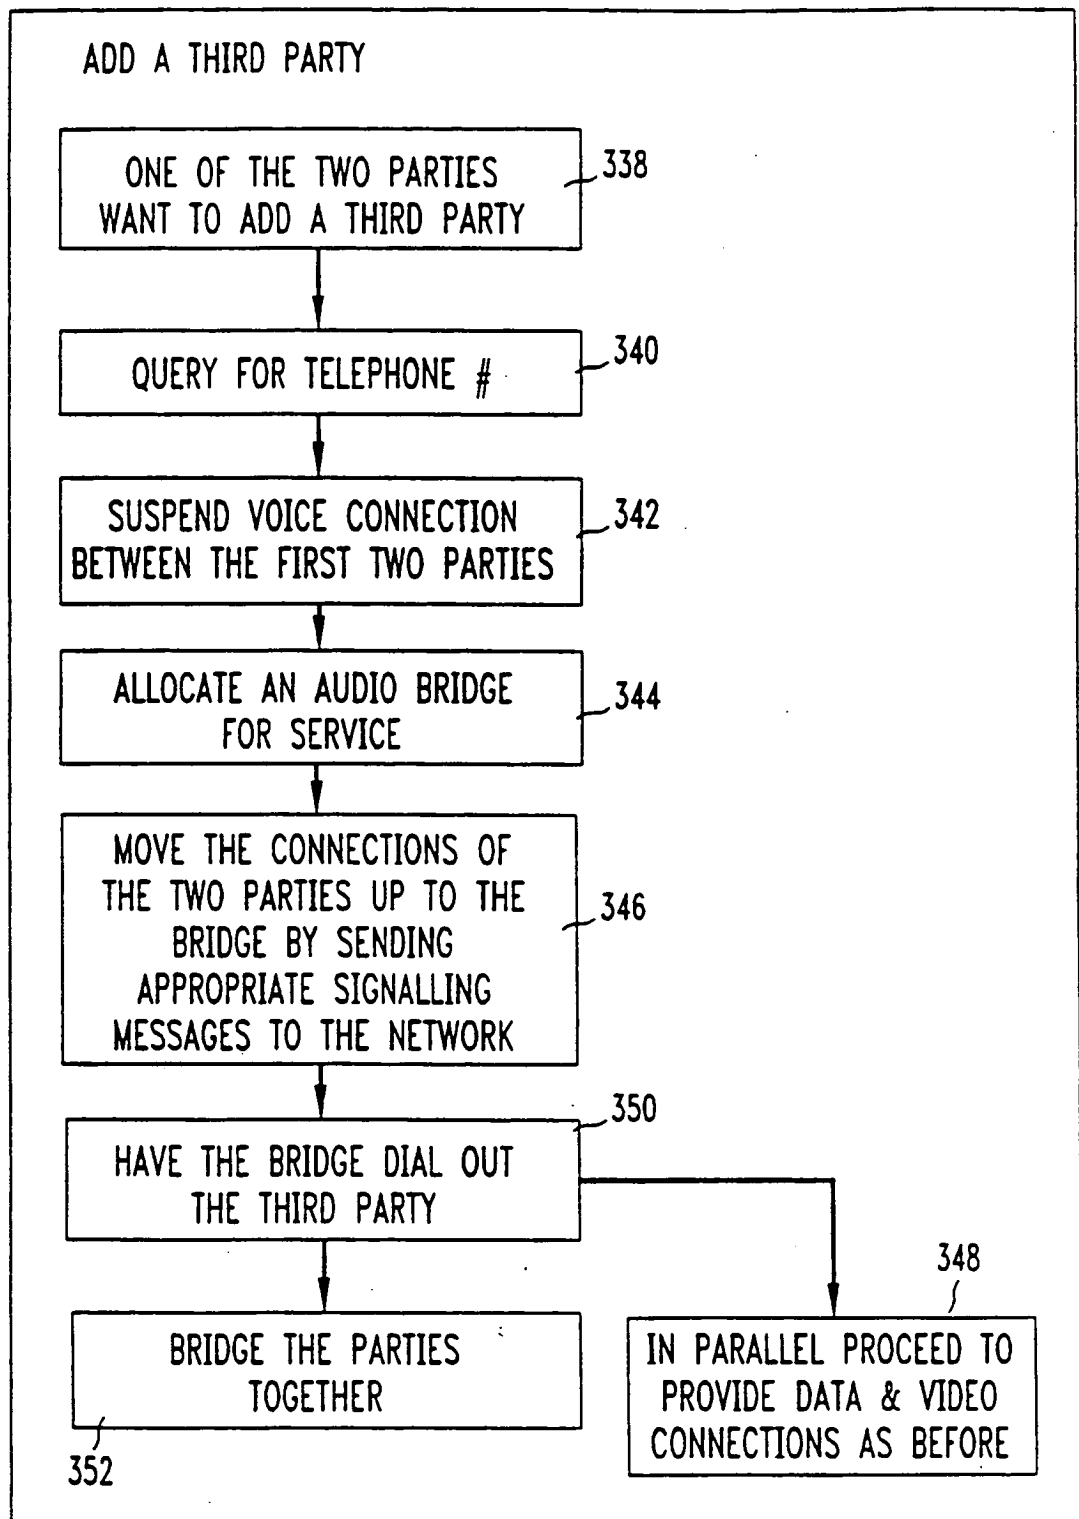 ADD A THIRD PARTY
ONE OF THE TWO PARTIES
WANT TO ADD A THIRD PARTY
338
QUERY FOR TELEPHONE #
340
SUSPEND VOICE CONNECTION
BETWEEN THE FIRST TWO PARTIES
342
ALLOCATE AN AUDIO BRIDGE
FOR SERVICE
344
MOVE THE CONNECTIONS OF
THE TWO PARTIES UP TO THE
BRIDGE BY SENDING
APPROPRIATE SIGNALLING
MESSAGES TO THE NETWORK
346
HAVE THE BRIDGE DIAL OUT
THE THIRD PARTY
350
BRIDGE THE PARTIES
TOGETHER
352
348
IN PARALLEL PROCEED TO
PROVIDE DATA & VIDEO
CONNECTIONS AS BEFORE